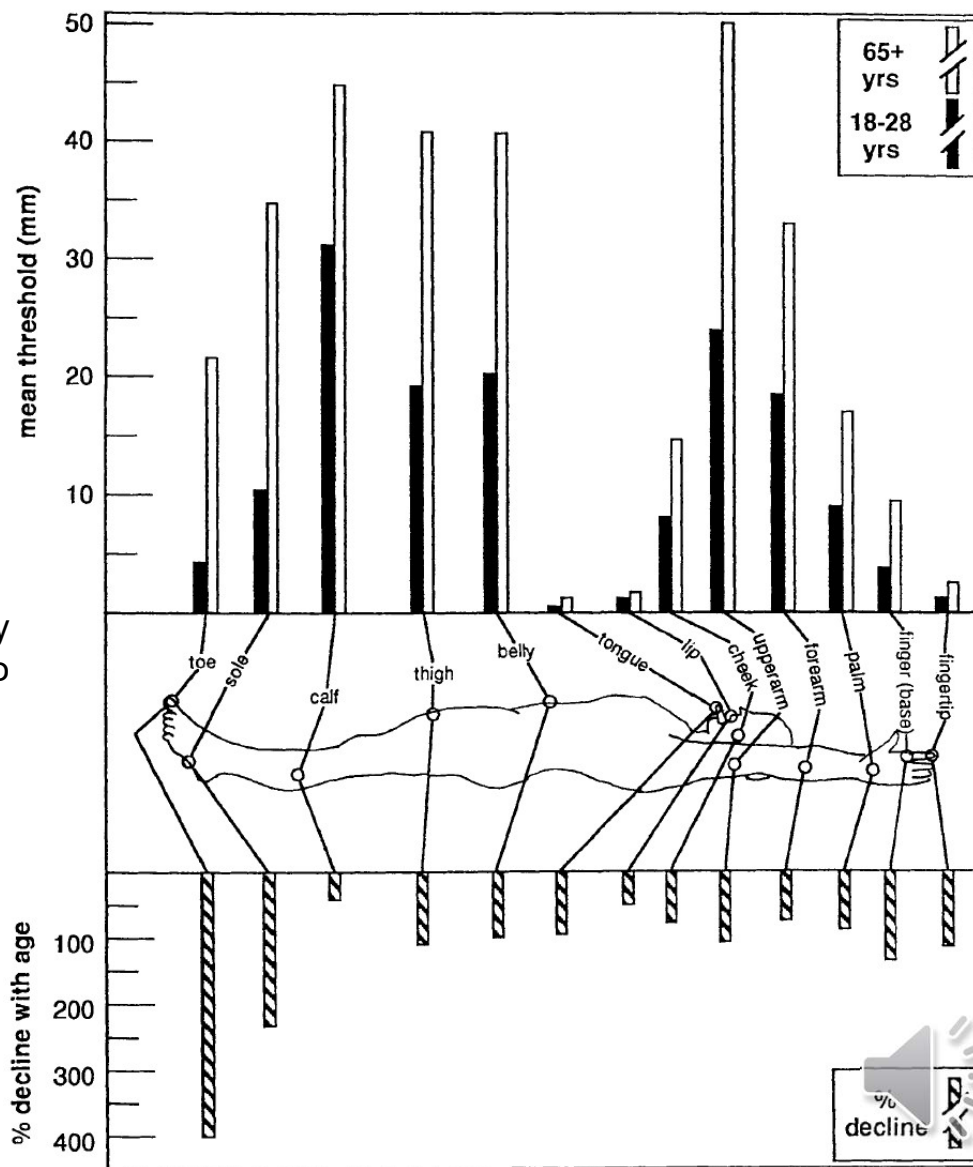 50
40
30
20
10
mean threshold (mm)
65+
yrs
18-28
yrs
toe
sole
calf
thigh
belly
tongue
lip
cheek
upperarm
forearm
palm
finger (base)
fingertip
100
200
300
400
% decline with age
%
decline